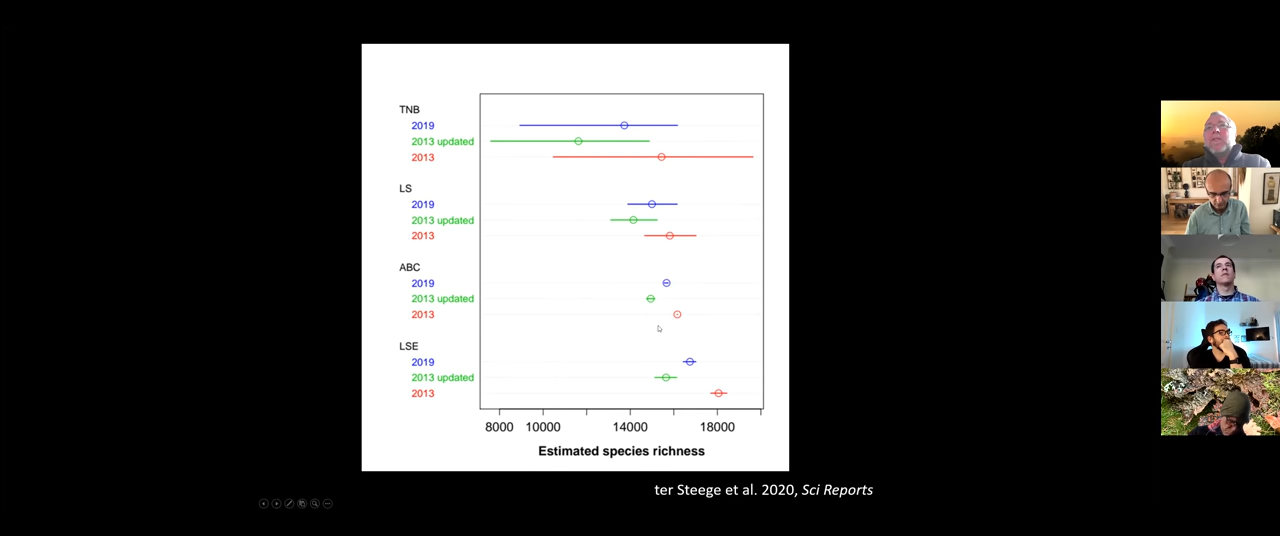 TNB
2019
2013 updated
2013
LS
2019
2013 updated
2013
ABC
2019
2013 updated
2013
LSE
2019
2013 updated
2013
8000 10000 14000 18000
Estimated species richness
ter Steege et al. 2020, Sci Reports